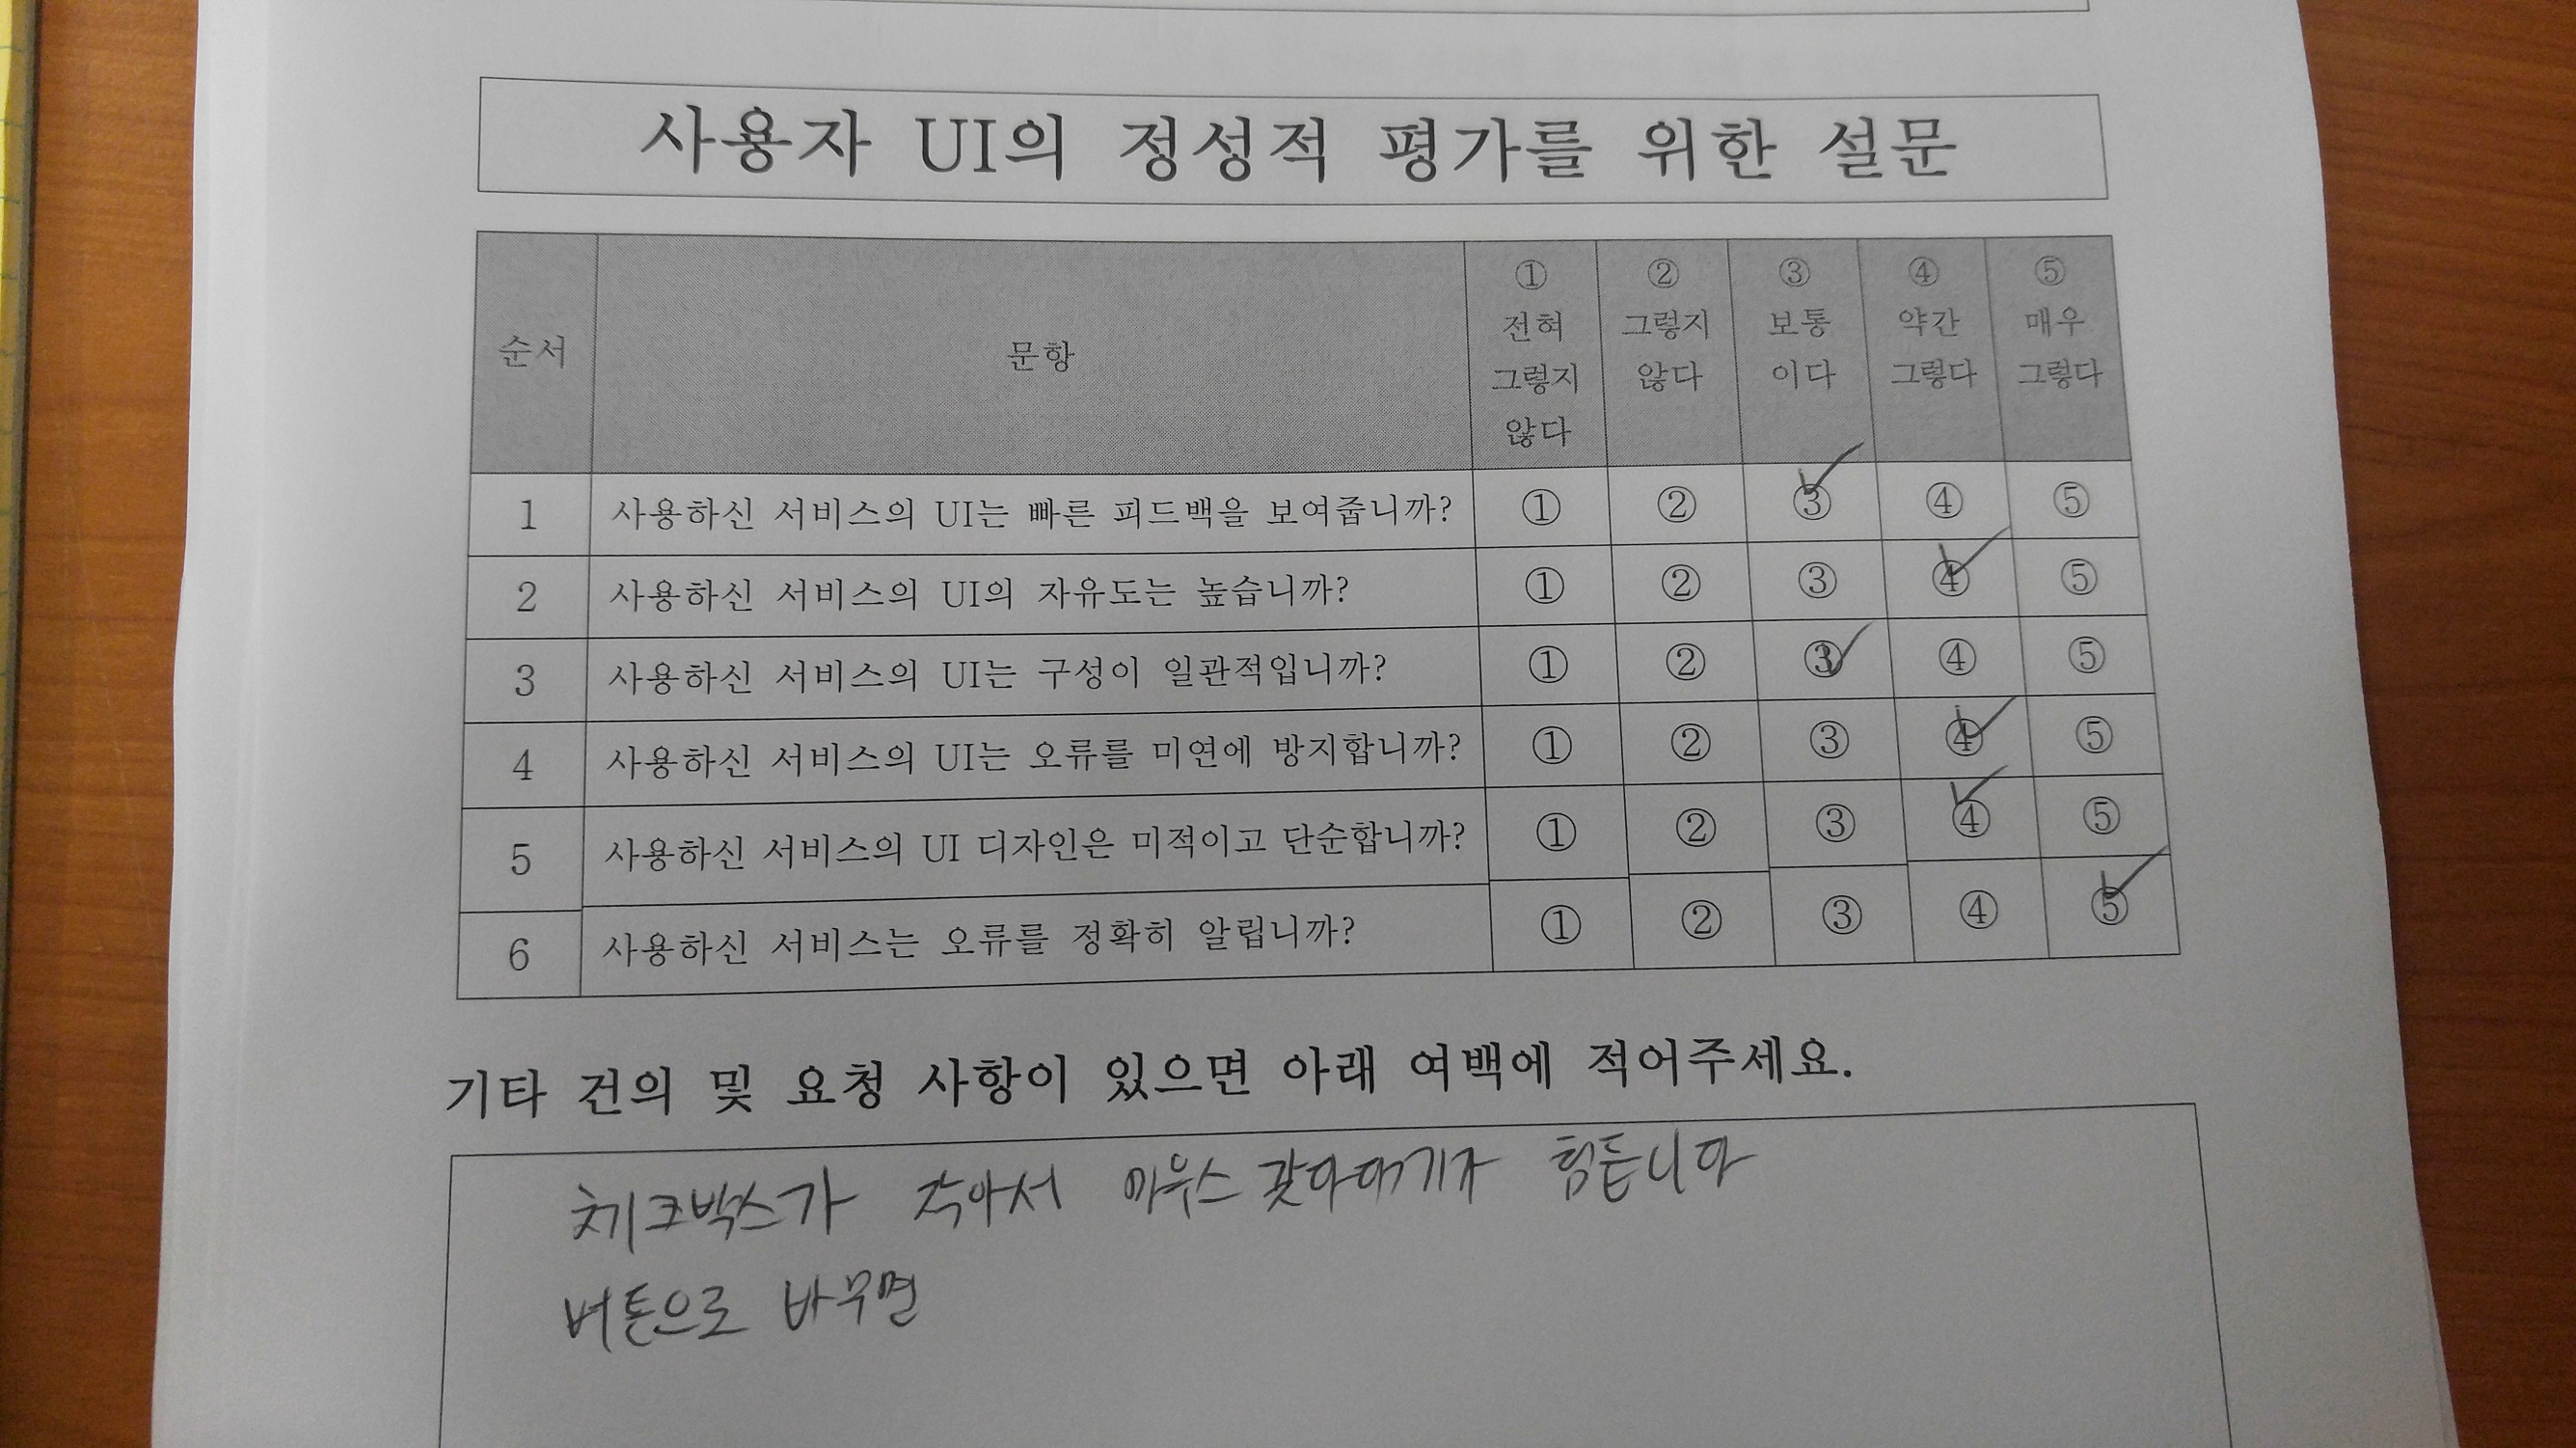 사용자 UI의 정성적 평가를 위한 설문
순서 문항 ① 전혀 그렇지 않다 ② 그렇지 않다 ③ 보통 이다 ④ 약간 그렇다 ⑤ 매우 그렇다
1 사용하신 서비스의 UI는 빠른 피드백을 보여줍니까? ① ② ③ ④ ⑤
2 사용하신 서비스의 UI의 자유도는 높습니까? ① ② ③ ④ ⑤
3 사용하신 서비스의 UI는 구성이 일관적입니까? ① ② ③ ④ ⑤
4 사용하신 서비스의 UI는 오류를 미연에 방지합니까? ① ② ③ ④ ⑤
5 사용하신 서비스의 UI 디자인은 미적이고 단순합니까? ① ② ③ ④ ⑤
6 사용하신 서비스는 오류를 정확히 알립니까? ① ② ③ ④ ⑤
기타 건의 및 요청 사항이 있으면 아래 여백에 적어주세요.
체크박스가 작아서 마우스 갖다대기가 힘듭니다
버튼으로 바꾸면